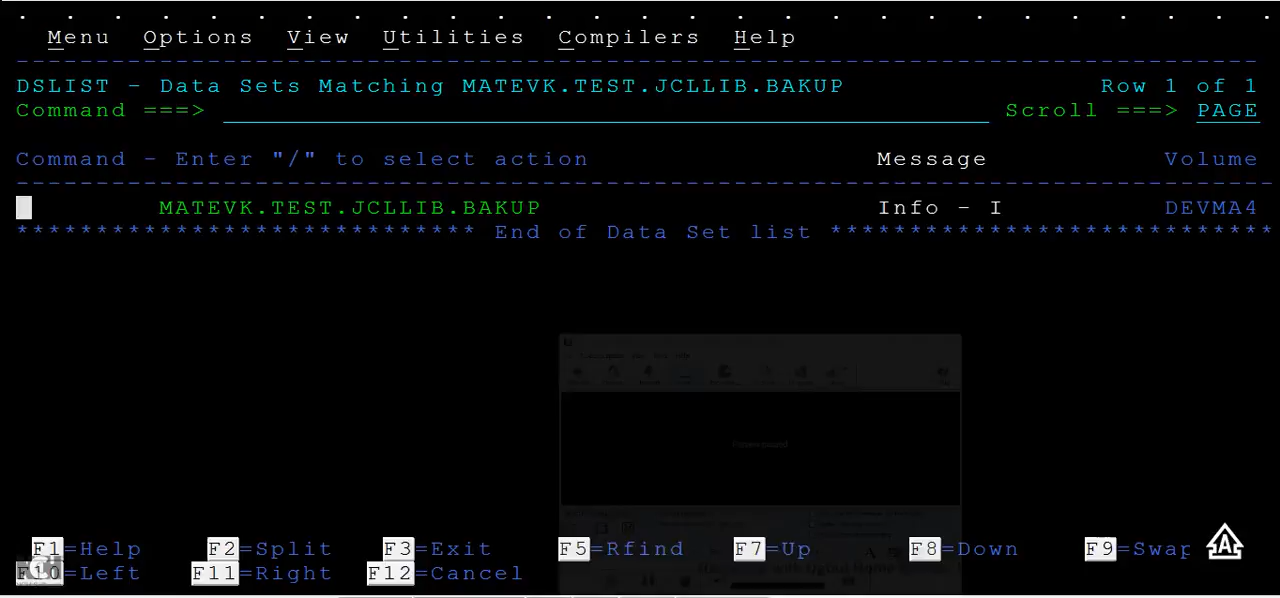 Menu Options View Utilities Compilers Help
DSLIST - Data Sets Matching MATEVK.TEST.JCLLIB.BAKUP Row 1 of 1
Command ===> Scroll ===> PAGE
Command - Enter "/" to select action Message Volume
MATEVK.TEST.JCLLIB.BAKUP Info - I DEVMA4
****************************** End of Data Set list ****************************
F1=Help F2=Split F3=Exit F5=Rfind F7=Up F8=Down F9=Swap
F10=Left F11=Right F12=Cancel